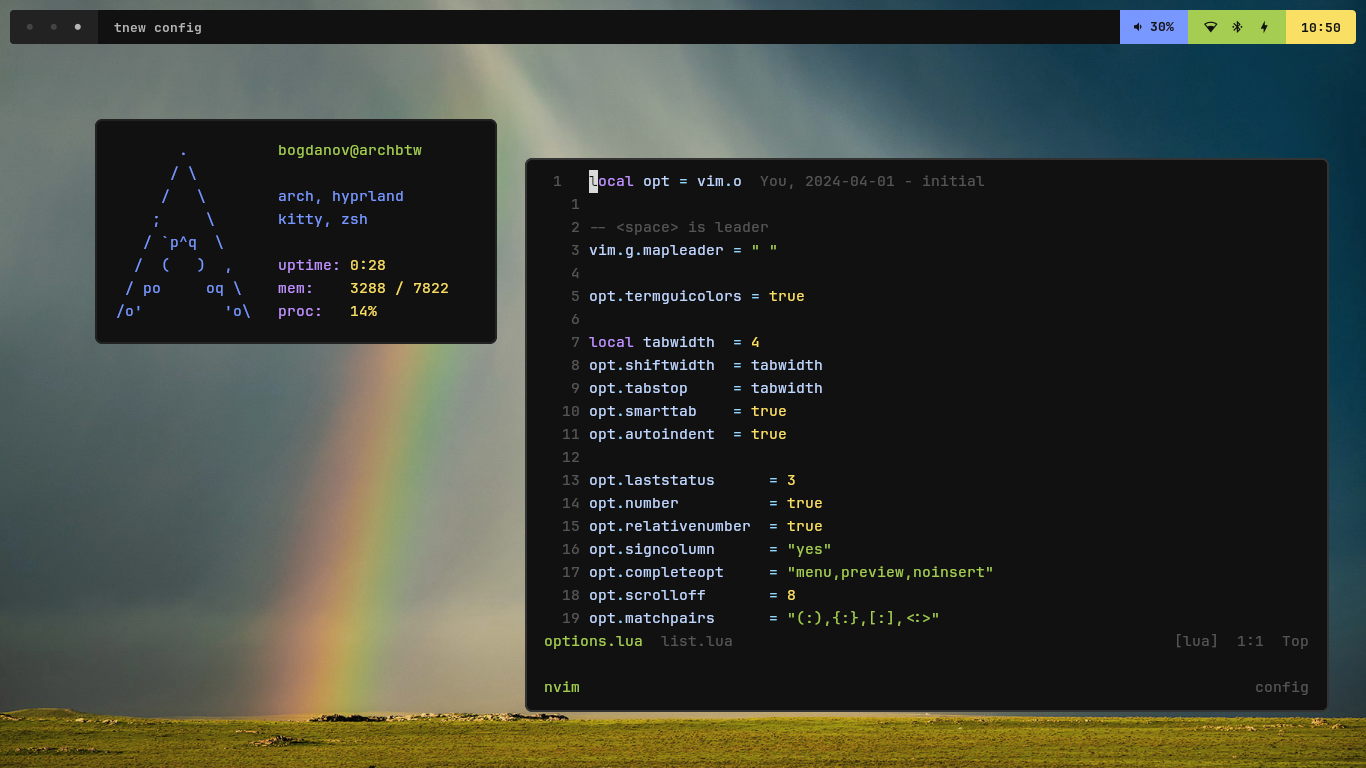 tnew config
30%
10:50
bogdanov@archbtw
arch, hyprland
kitty, zsh
uptime: 0:28
mem:    3288 / 7822
proc:   14%
         .
        / \
       /   \
      ;     \
     / `p^q  \
    /  (   )  ,
   / po     oq \
  /o'         'o\
1   local opt = vim.o  You, 2024-04-01 - initial
1
2 -- <space> is leader
3 vim.g.mapleader = " "
4
5 opt.termguicolors = true
6
7 local tabwidth  = 4
8 opt.shiftwidth  = tabwidth
9 opt.tabstop     = tabwidth
10 opt.smarttab    = true
11 opt.autoindent  = true
12
13 opt.laststatus      = 3
14 opt.number          = true
15 opt.relativenumber  = true
16 opt.signcolumn      = "yes"
17 opt.completeopt     = "menu,preview,noinsert"
18 opt.scrolloff       = 8
19 opt.matchpairs      = "(:),{:},[:],<:>"
options.lua  list.lua  [lua]  1:1  Top
nvim  config